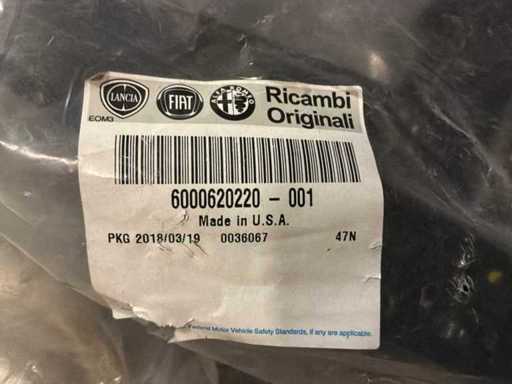 LANCIA FIAT ALFA ROMEO Ricambi
Originali
EOM3
6000620220 - 001
Made in U.S.A.
PKG 2018/03/19 0036067 47N
Federal Motor Vehicle Safety Standards, if any are applicable.